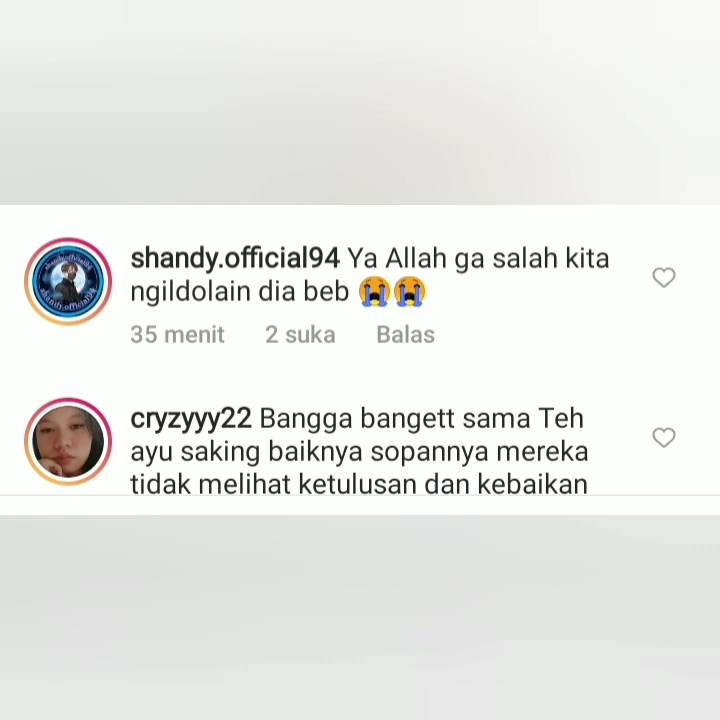 shandy.official94 Ya Allah ga salah kita
ngildolain dia beb 😭😭
35 menit 2 suka Balas
cryzyyy22 Bangga bangett sama Teh
ayu saking baiknya sopannya mereka
tidak melihat ketulusan dan kebaikan